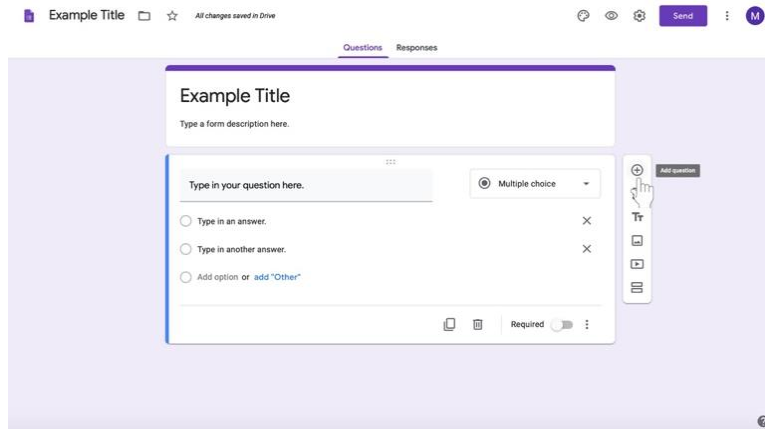 Example Title
All changes saved in Drive
Send
M
Questions
Responses
Example Title
Type a form description here.
Type in your question here.
Multiple choice
Add question
Type in an answer.
Type in another answer.
Tт
Add option or add "Other"
Required